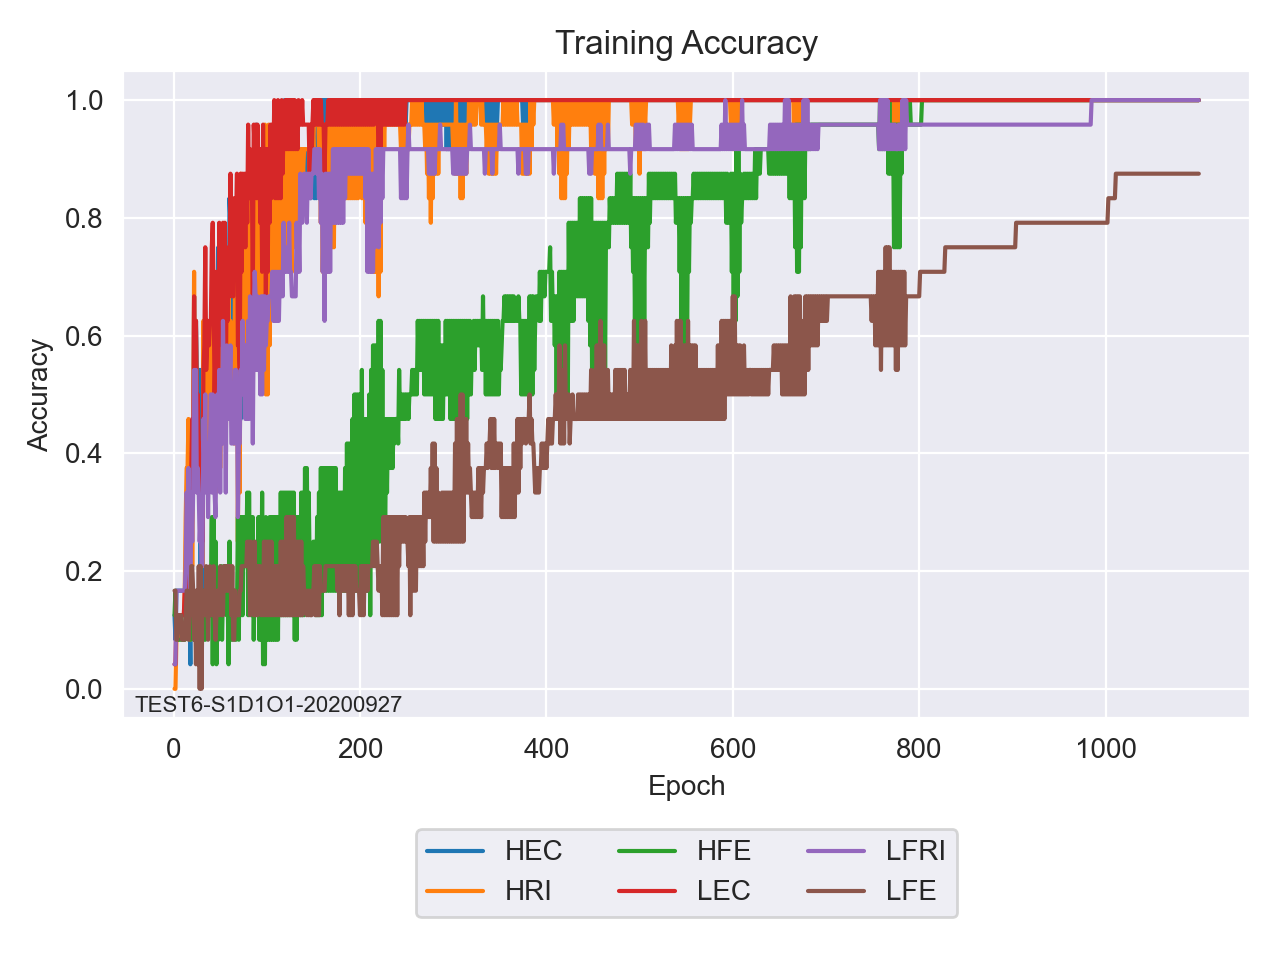 Training Accuracy
1.0
0.8
0.6
0.4
0.2
0.0
Accuracy
TEST6-S1D1O1-20200927
0 200 400 600 800 1000
Epoch
HEC HFE LFRI
HRI LEC LFE